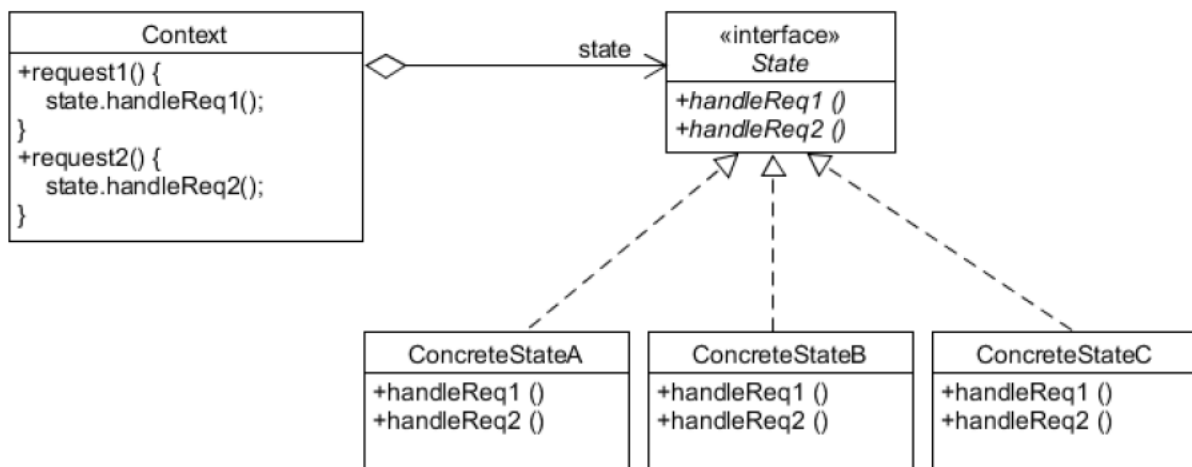 Context
+request1() {
state.handleReq1();
}
+request2() {
state.handleReq2();
}
state
«interface»
State
+handleReq1 ()
+handleReq2 ()
ConcreteStateA
+handleReq1 ()
+handleReq2 ()
ConcreteStateB
+handleReq1 ()
+handleReq2 ()
ConcreteStateC
+handleReq1 ()
+handleReq2 ()